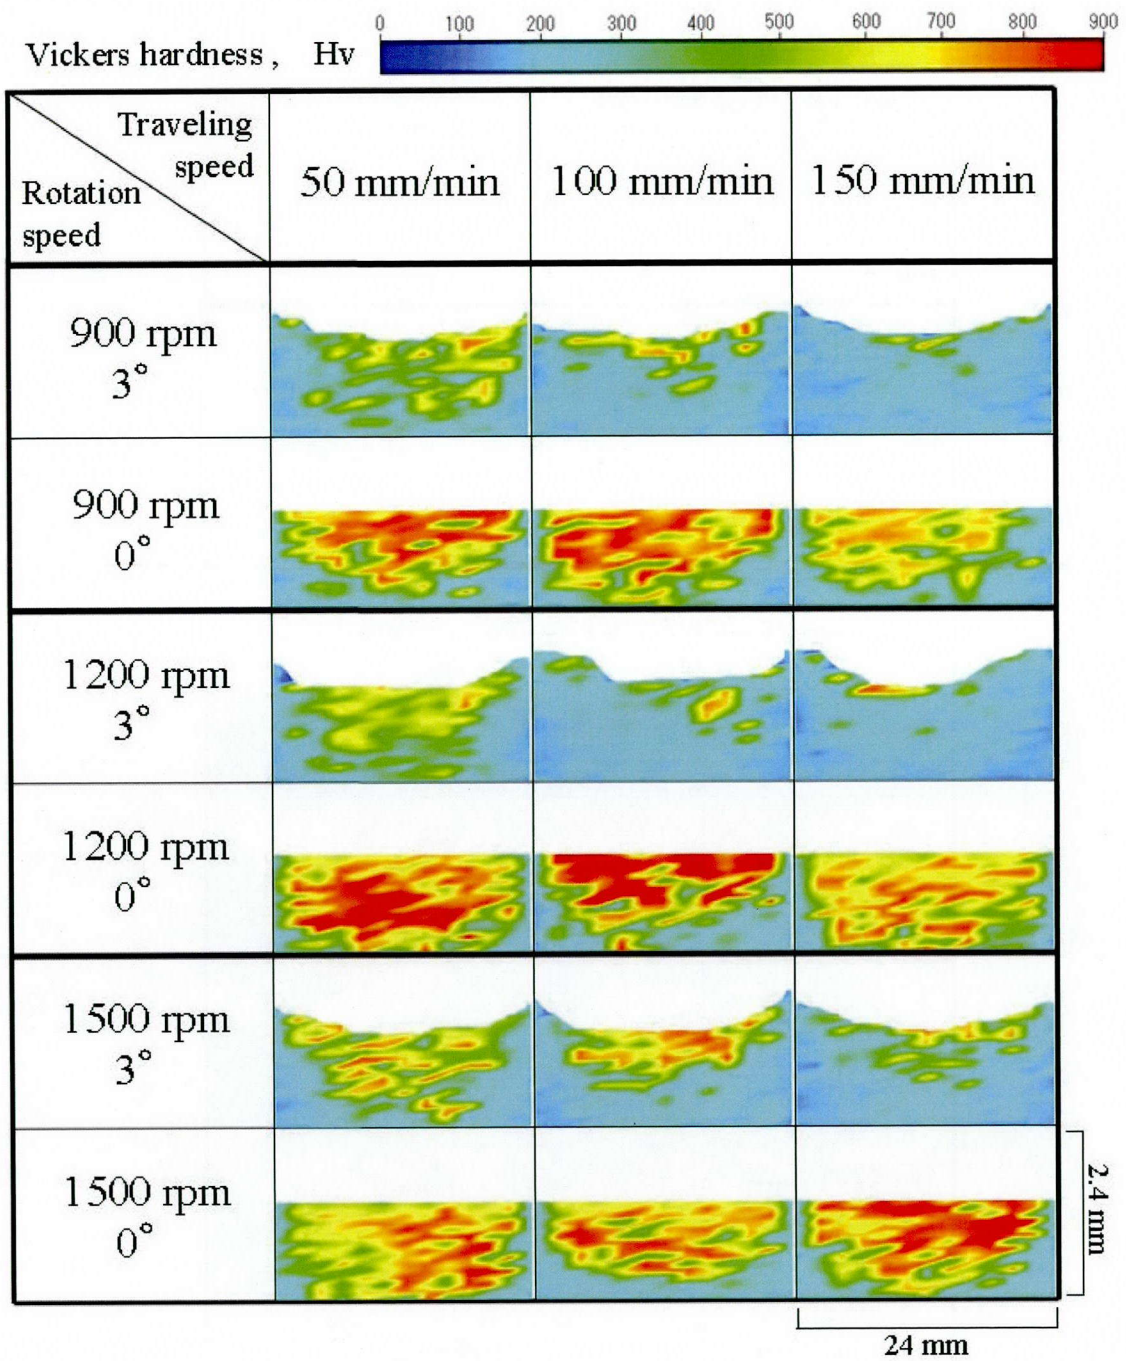 0 100 200 300 400 500 600 700 800 900
Vickers hardness , Hv
Traveling
speed
Rotation
speed
50 mm/min 100 mm/min 150 mm/min
900 rpm
3°
900 rpm
0°
1200 rpm
3°
1200 rpm
0°
1500 rpm
3°
1500 rpm
0°
2.4 mm
24 mm